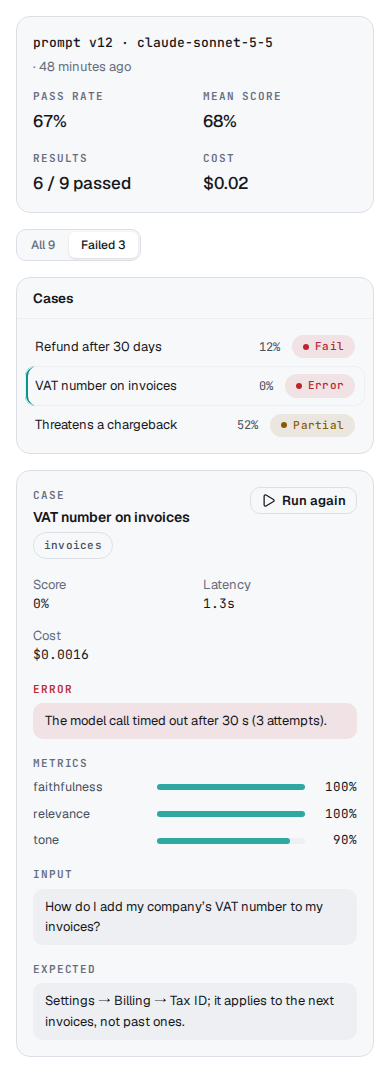 prompt v12 · claude-sonnet-5-5
· 48 minutes ago
PASS RATE
67%
MEAN SCORE
68%
RESULTS
6 / 9 passed
COST
$0.02
All 9
Failed 3
Cases
Refund after 30 days 12% Fail
VAT number on invoices 0% Error
Threatens a chargeback 52% Partial
CASE
VAT number on invoices
Run again
invoices
Score
0%
Latency
1.3s
Cost
$0.0016
ERROR
The model call timed out after 30 s (3 attempts).
METRICS
faithfulness 100%
relevance 100%
tone 90%
INPUT
How do I add my company's VAT number to my
invoices?
EXPECTED
Settings → Billing → Tax ID; it applies to the next
invoices, not past ones.